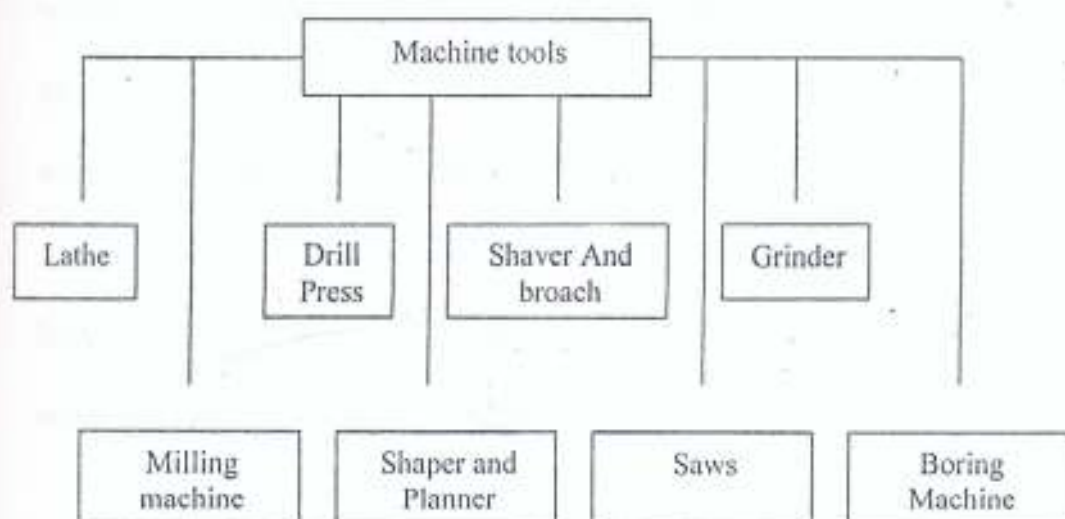 Machine tools
Lathe
Drill
Press
Shaver And
broach
Grinder
Milling
machine
Shaper and
Planner
Saws
Boring
Machine